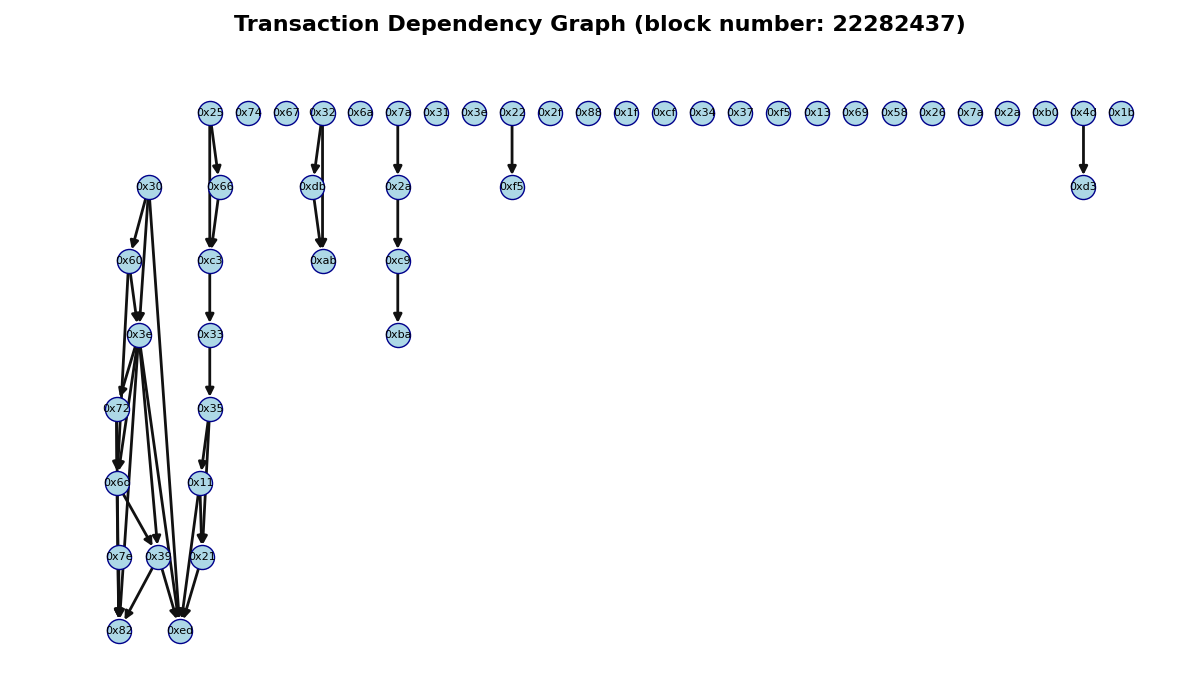 Transaction Dependency Graph (block number: 22282437)
0x25 0x74 0x67 0x32 0x6a 0x7a 0x31 0x3e 0x22 0x2f 0x88 0x1f 0xcf 0x34 0x37 0xf5 0x13 0x69 0x58 0x26 0x7a 0x2a 0xb0 0x4d 0x1b
0x30 0x66 0xdb 0x2a 0xf5 0xd3
0x60 0xc3 0xab 0xc9
0x3e 0x33 0xba
0x72 0x35
0x6d 0x11
0x7e 0x39 0x21
0x82 0xed